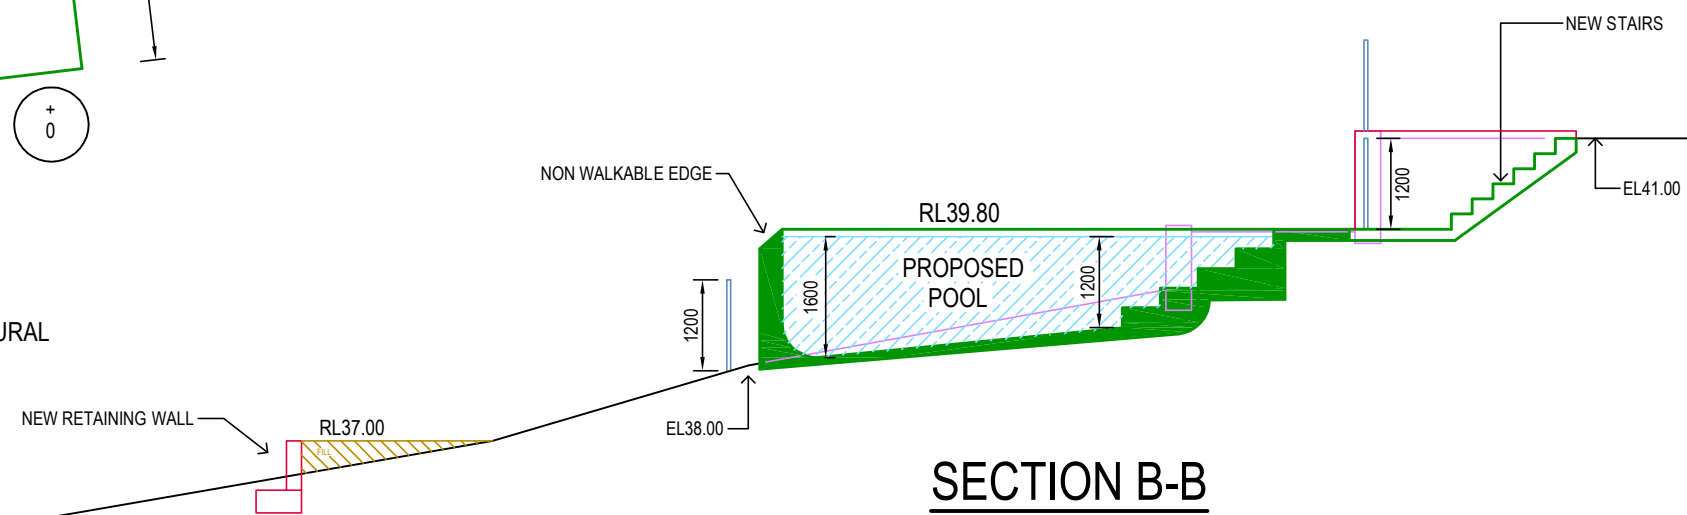 NEW STAIRS
+
0
NON WALKABLE EDGE
1200
EL41.00
RL39.80
PROPOSED
POOL
1600
1200
1200
URAL
NEW RETAINING WALL
RL37.00
FILL
EL38.00
SECTION B-B